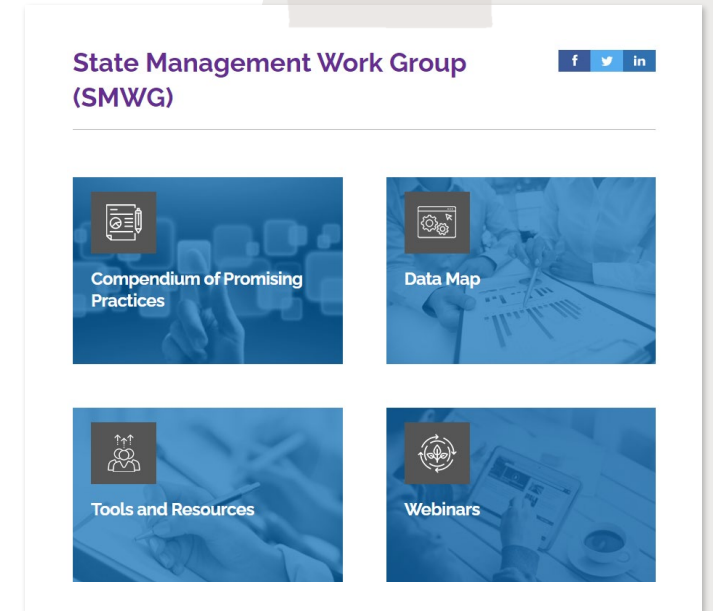 State Management Work Group
(SMWG)
f in
Compendium of Promising
Practices
Data Map
Tools and Resources
Webinars